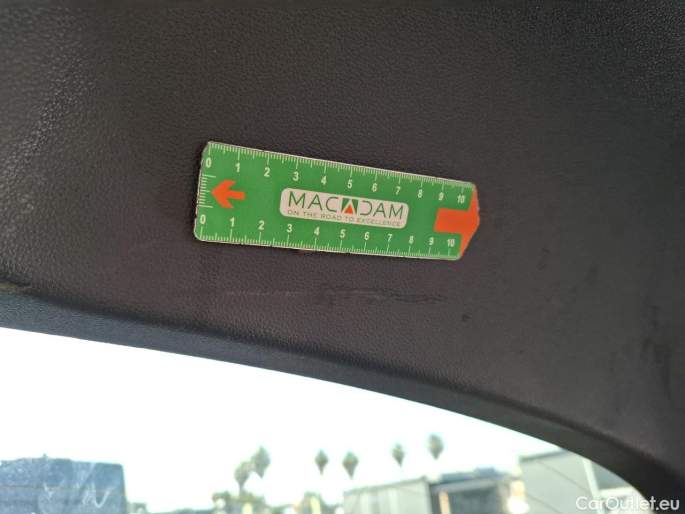 0 1 2 3 4 5 6 7 8 9 10
MACADAM
ON THE ROAD TO EXCELLENCE
0 1 2 3 4 5 6 7 8 9 10
CarOutlet.eu